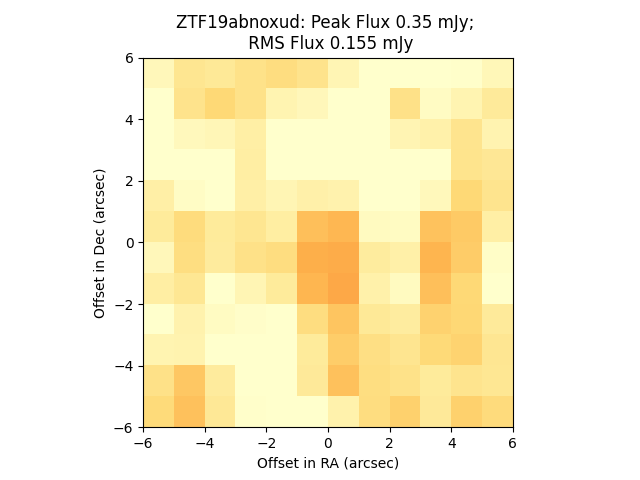 ZTF19abnoxud: Peak Flux 0.35 mJy;
RMS Flux 0.155 mJy
6
4
2
0
−2
−4
−6
Offset in Dec (arcsec)
−6 −4 −2 0 2 4 6
Offset in RA (arcsec)